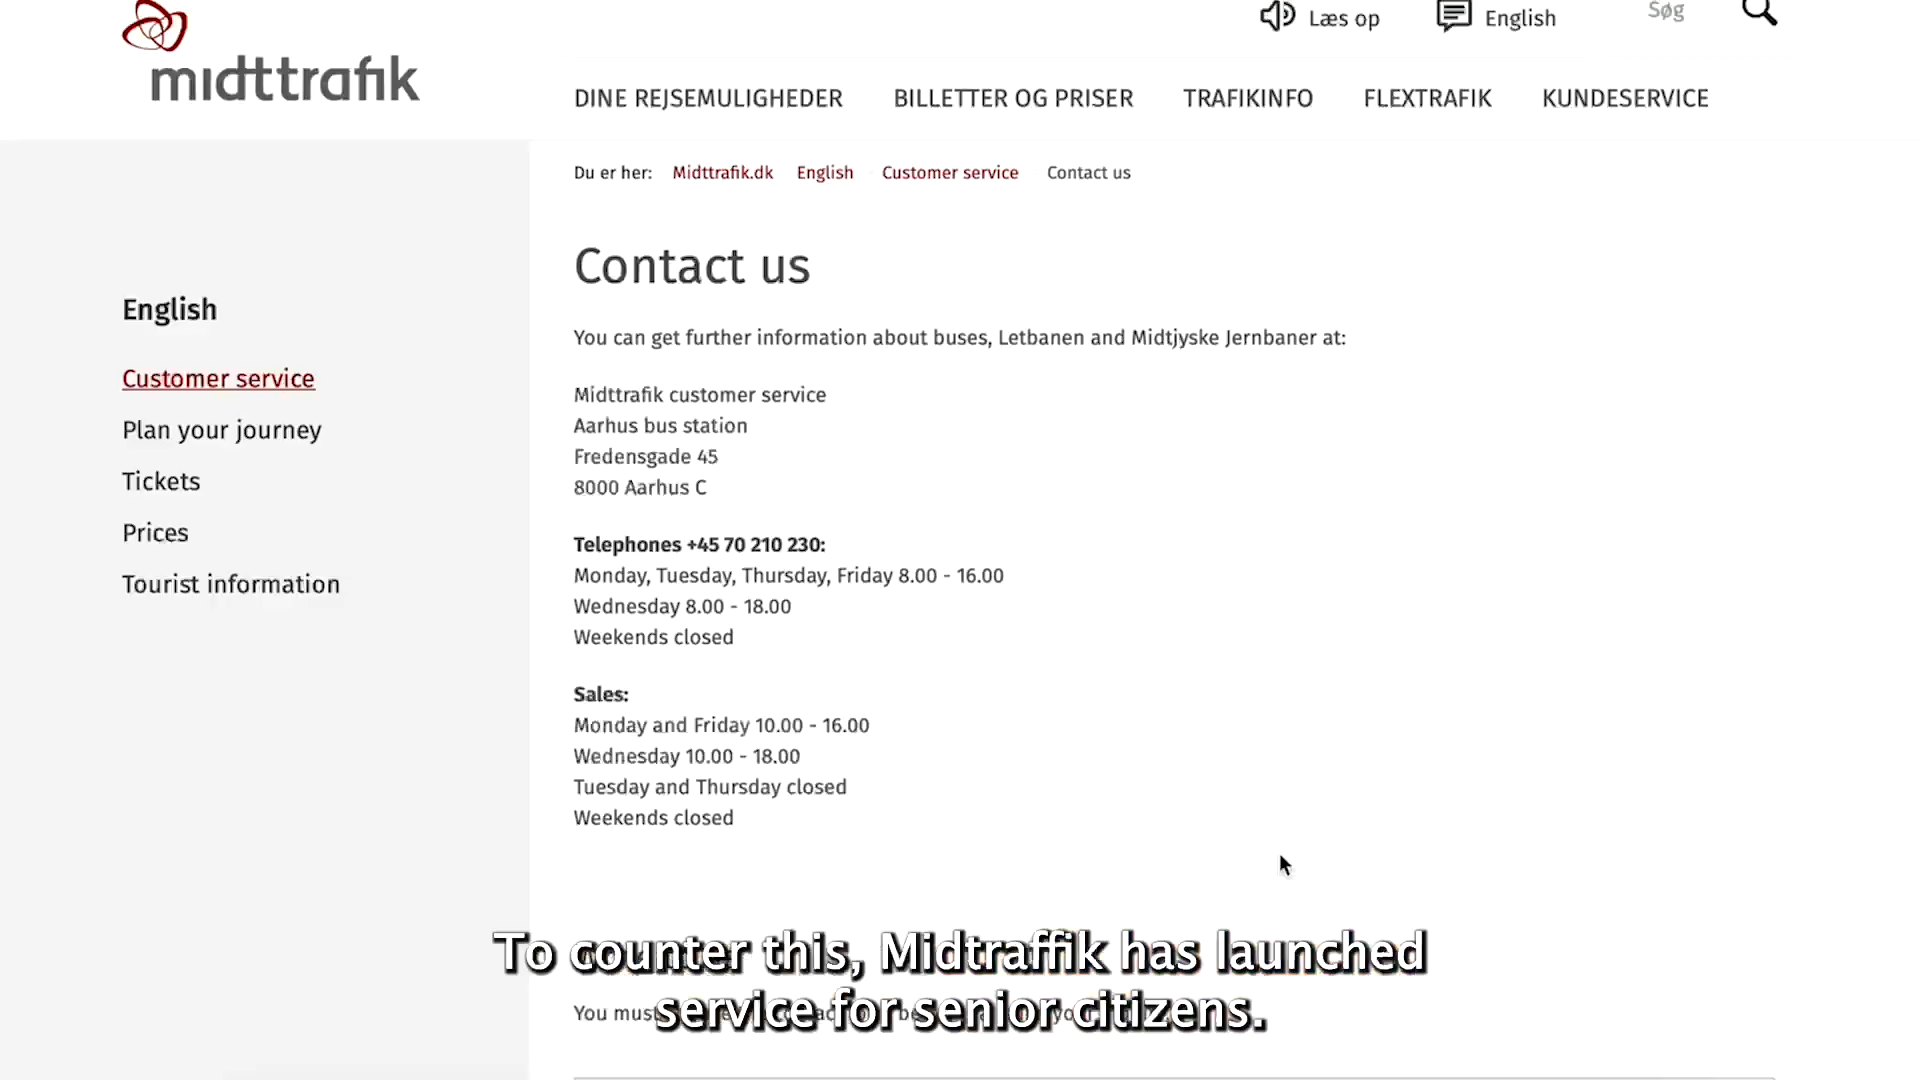 Læs op
English
Søg
midttrafik
DINE REJSEMULIGHEDER
BILLETTER OG PRISER
TRAFIKINFO
FLEXTRAFIK
KUNDESERVICE
Du er her: Midttrafik.dk English Customer service Contact us
English
Customer service
Plan your journey
Tickets
Prices
Tourist information
Contact us
You can get further information about buses, Letbanen and Midtjyske Jernbaner at:
Midttrafik customer service
Aarhus bus station
Fredensgade 45
8000 Aarhus C
Telephones +45 70 210 230:
Monday, Tuesday, Thursday, Friday 8.00 - 16.00
Wednesday 8.00 - 18.00
Weekends closed
Sales:
Monday and Friday 10.00 - 16.00
Wednesday 10.00 - 18.00
Tuesday and Thursday closed
Weekends closed
To counter this, Midtraffik has launched
service for senior citizens.
You must